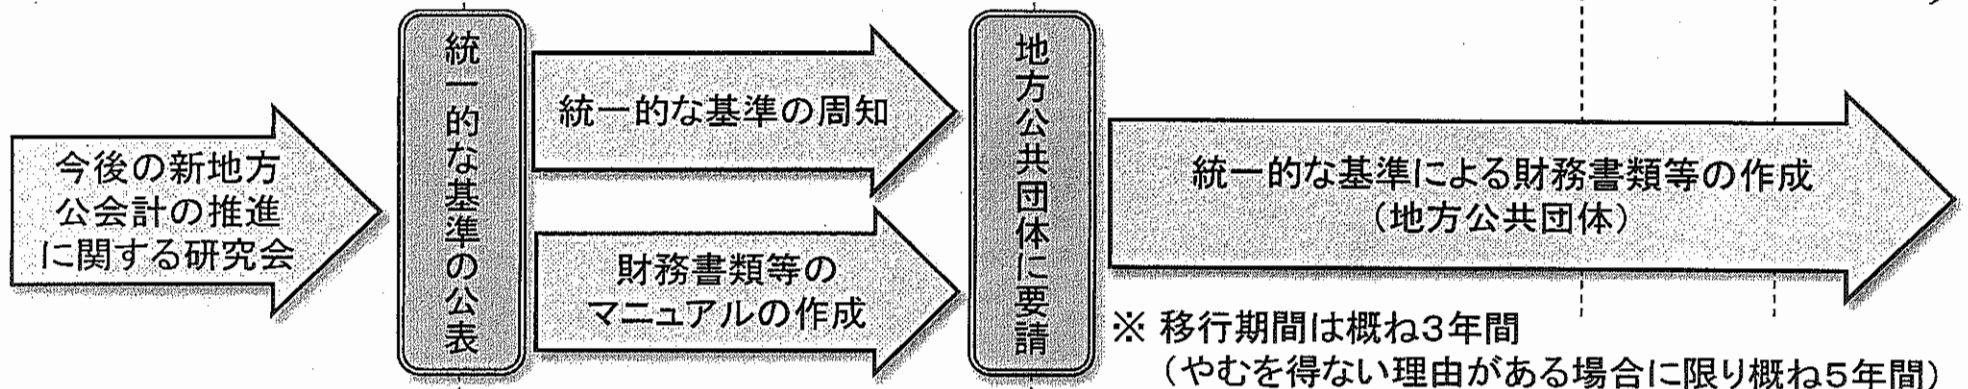 今後の新地方
公会計の推進
に関する研究会
統一的な基準の公表
統一的な基準の周知
財務書類等の
マニュアルの作成
地方公共団体に要請
統一的な基準による財務書類等の作成
（地方公共団体）
※ 移行期間は概ね３年間
（やむを得ない理由がある場合に限り概ね５年間）